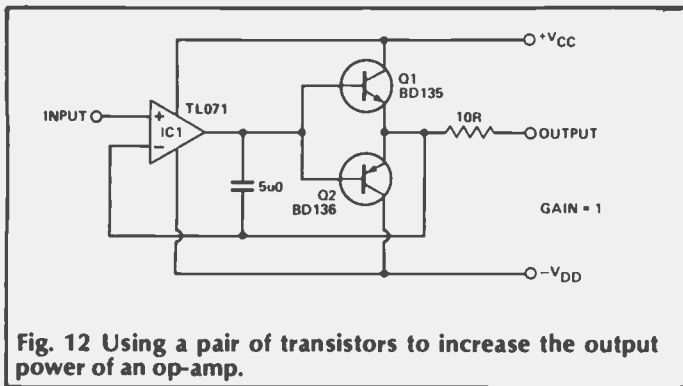 +VCC
Q1
BD135
TL071
INPUT
+
IC1
−
10R
OUTPUT
5u0
Q2
BD136
GAIN = 1
−VDD
Fig. 12 Using a pair of transistors to increase the output
power of an op-amp.